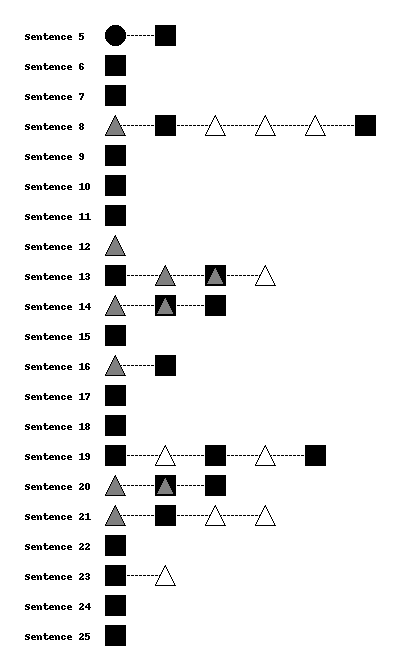 Sentence 5
Sentence 6
Sentence 7
Sentence 8
Sentence 9
Sentence 10
Sentence 11
Sentence 12
Sentence 13
Sentence 14
Sentence 15
Sentence 16
Sentence 17
Sentence 18
Sentence 19
Sentence 20
Sentence 21
Sentence 22
Sentence 23
Sentence 24
Sentence 25